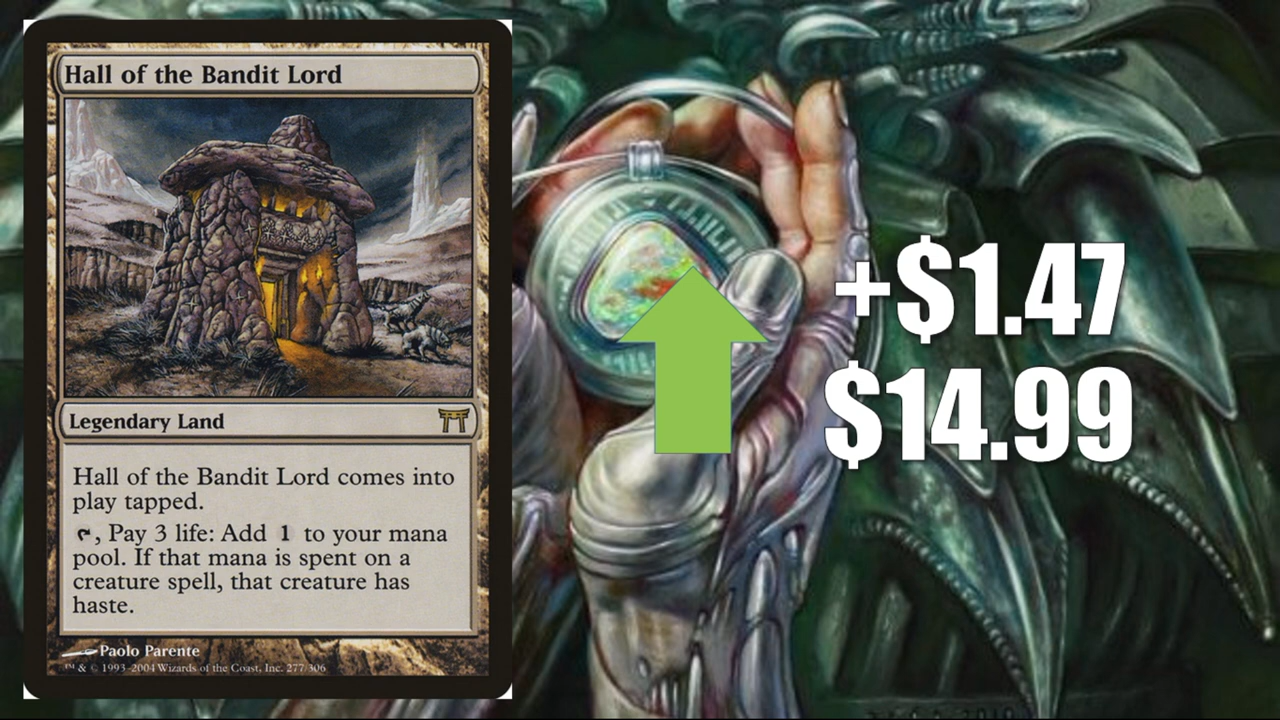 Hall of the Bandit Lord
Legendary Land
Hall of the Bandit Lord comes into
play tapped.
, Pay 3 life: Add 1 to your mana
pool. If that mana is spent on a
creature spell, that creature has
haste.
Paolo Parente
™ & © 1993–2004 Wizards of the Coast, Inc. 277/306
+$1.47
$14.99